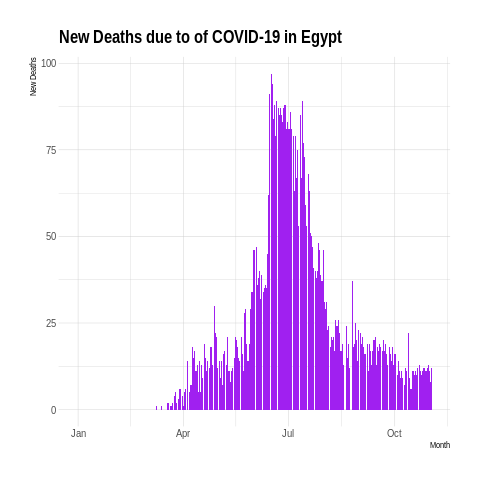 New Deaths due to of COVID-19 in Egypt
New Deaths
100
75
50
25
0
Jan Apr Jul Oct
Month